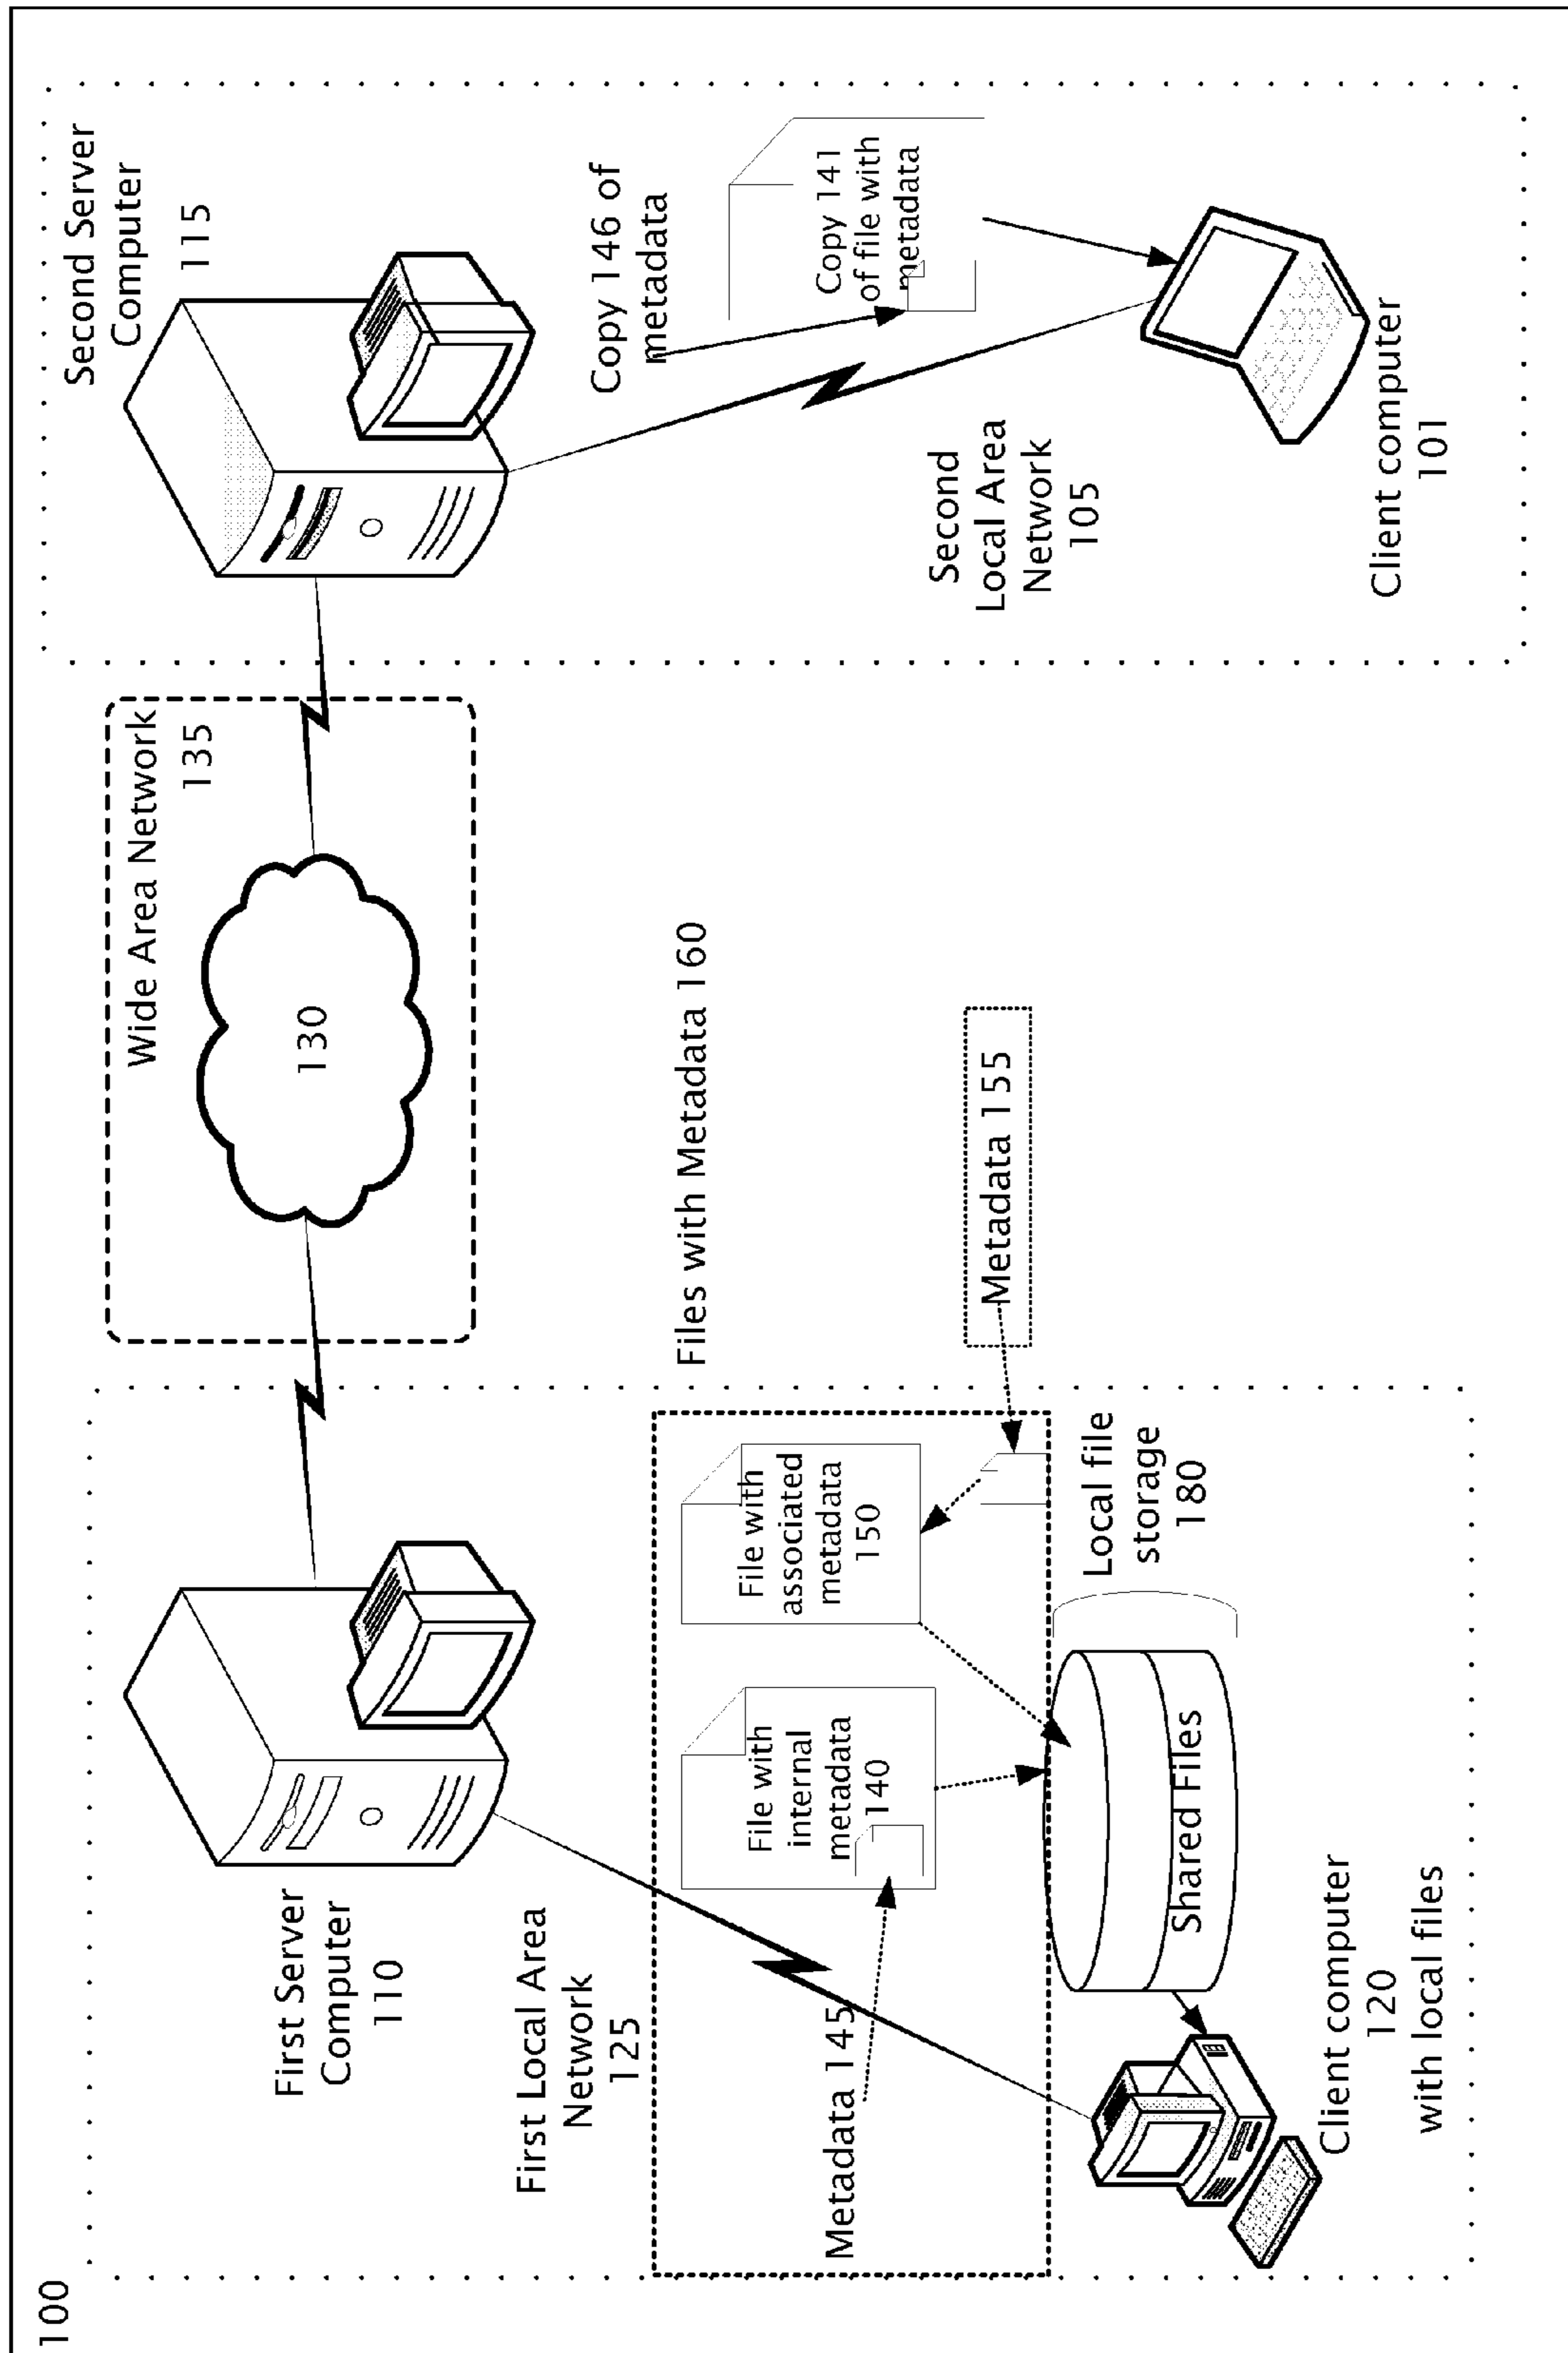 100
First Server
Computer
110
Wide Area Network
135
130
Second Server
Computer
115
First Local Area
Network
125
Files with Metadata 160
Copy 146 of
metadata
Copy 141
of file with
metadata
Metadata 145
File with
internal
metadata
140
File with
associated
metadata
150
Metadata 155
Second
Local Area
Network
105
Local file
storage
180
Shared Files
Client computer
120
with local files
Client computer
101